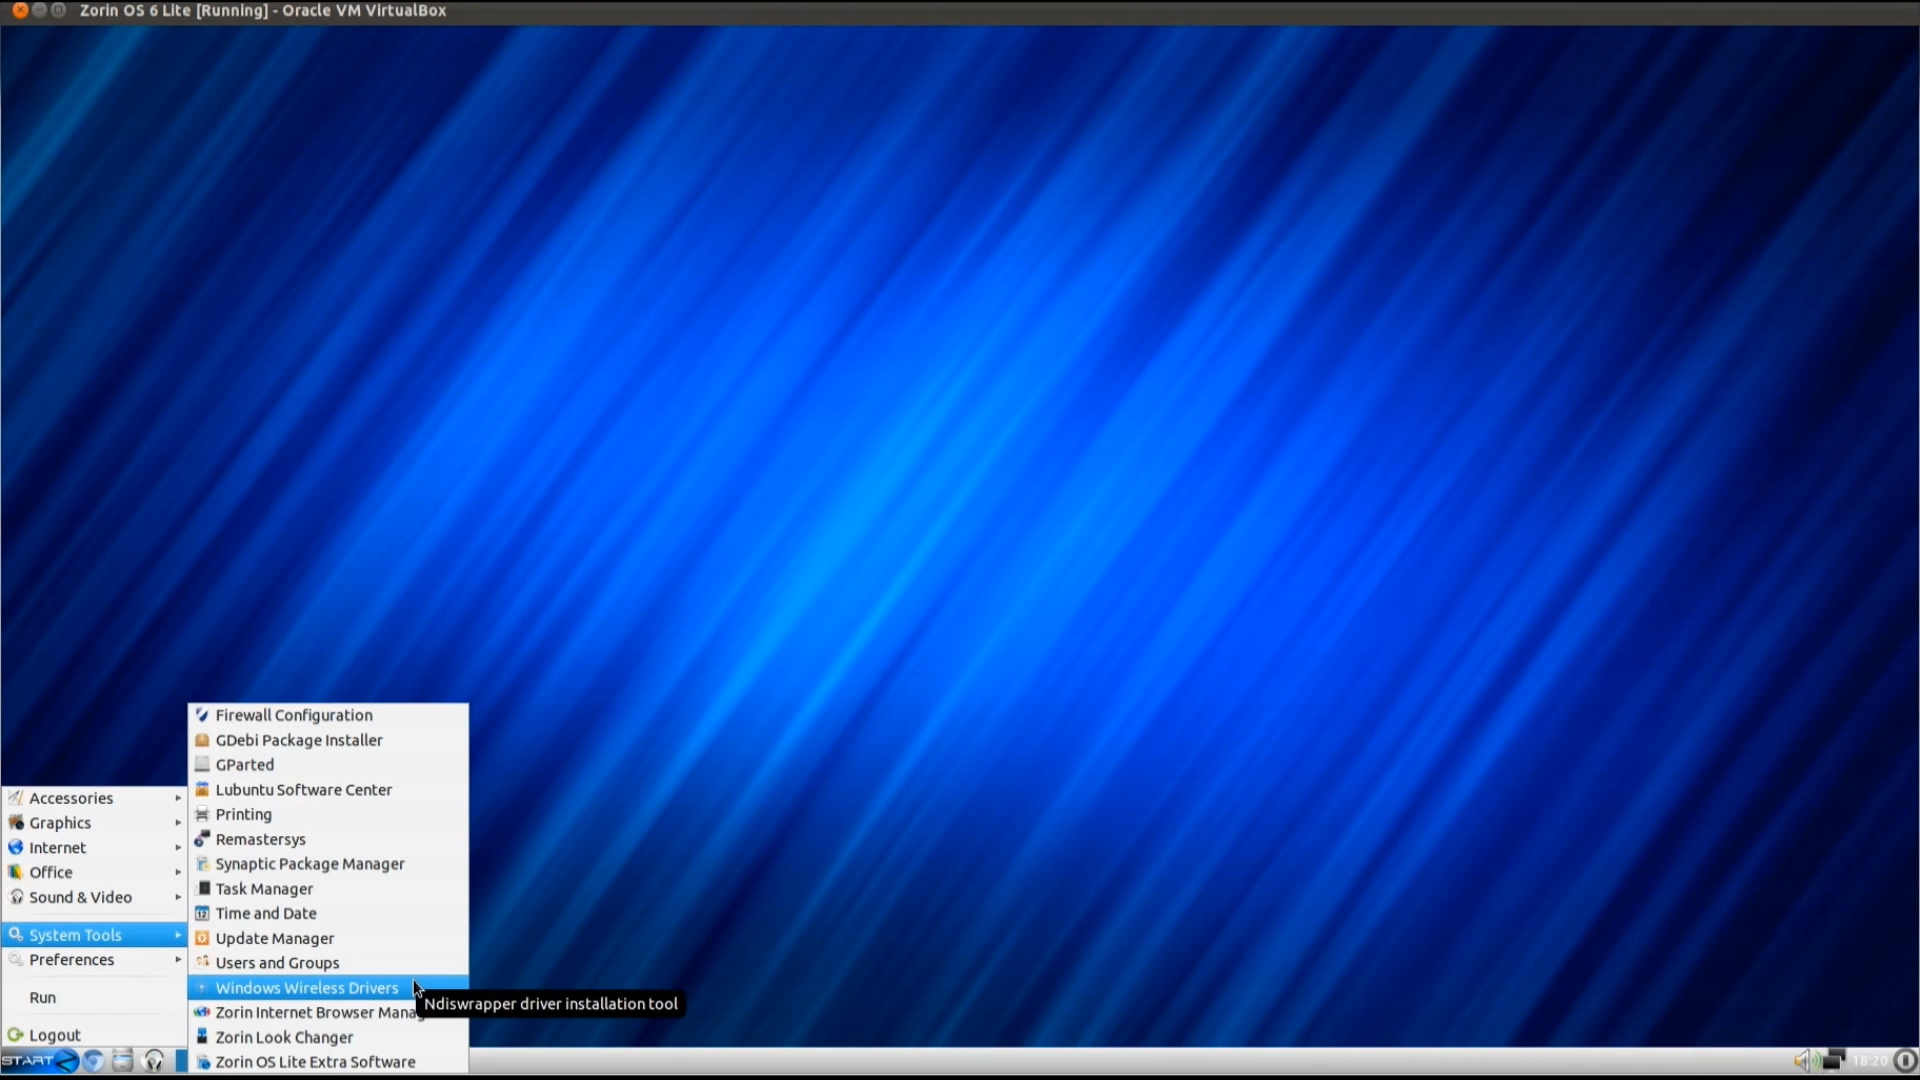 Zorin OS 6 Lite [Running] - Oracle VM VirtualBox
Firewall Configuration
GDebi Package Installer
GParted
Lubuntu Software Center
Printing
Remastersys
Synaptic Package Manager
Task Manager
Time and Date
Update Manager
Users and Groups
Windows Wireless Drivers
Zorin Internet Browser Manag
Zorin Look Changer
Zorin OS Lite Extra Software
Accessories
Graphics
Internet
Office
Sound & Video
System Tools
Preferences
Run
Logout
Ndiswrapper driver installation tool
START
18:20